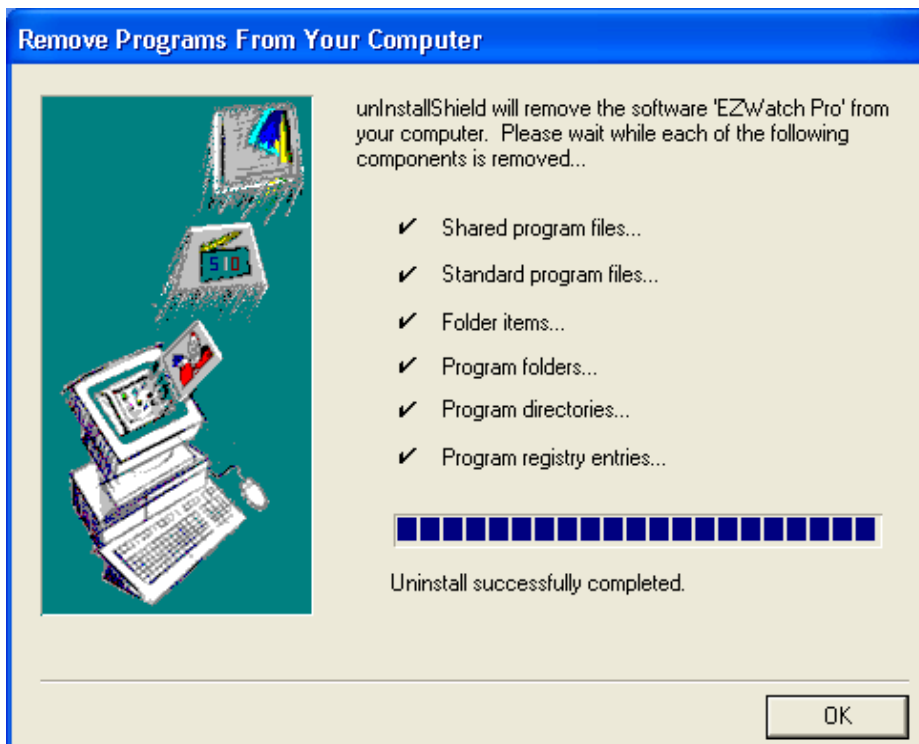 Remove Programs From Your Computer
unInstallShield will remove the software 'EZWatch Pro' from
your computer.  Please wait while each of the following
components is removed...
✔ Shared program files...
✔ Standard program files...
✔ Folder items...
✔ Program folders...
✔ Program directories...
✔ Program registry entries...
Uninstall successfully completed.
OK
5 | 0